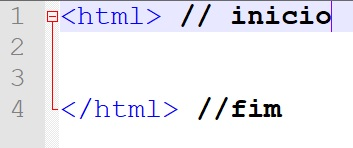 1 <html> // inicio
2
3
4 </html> //fim